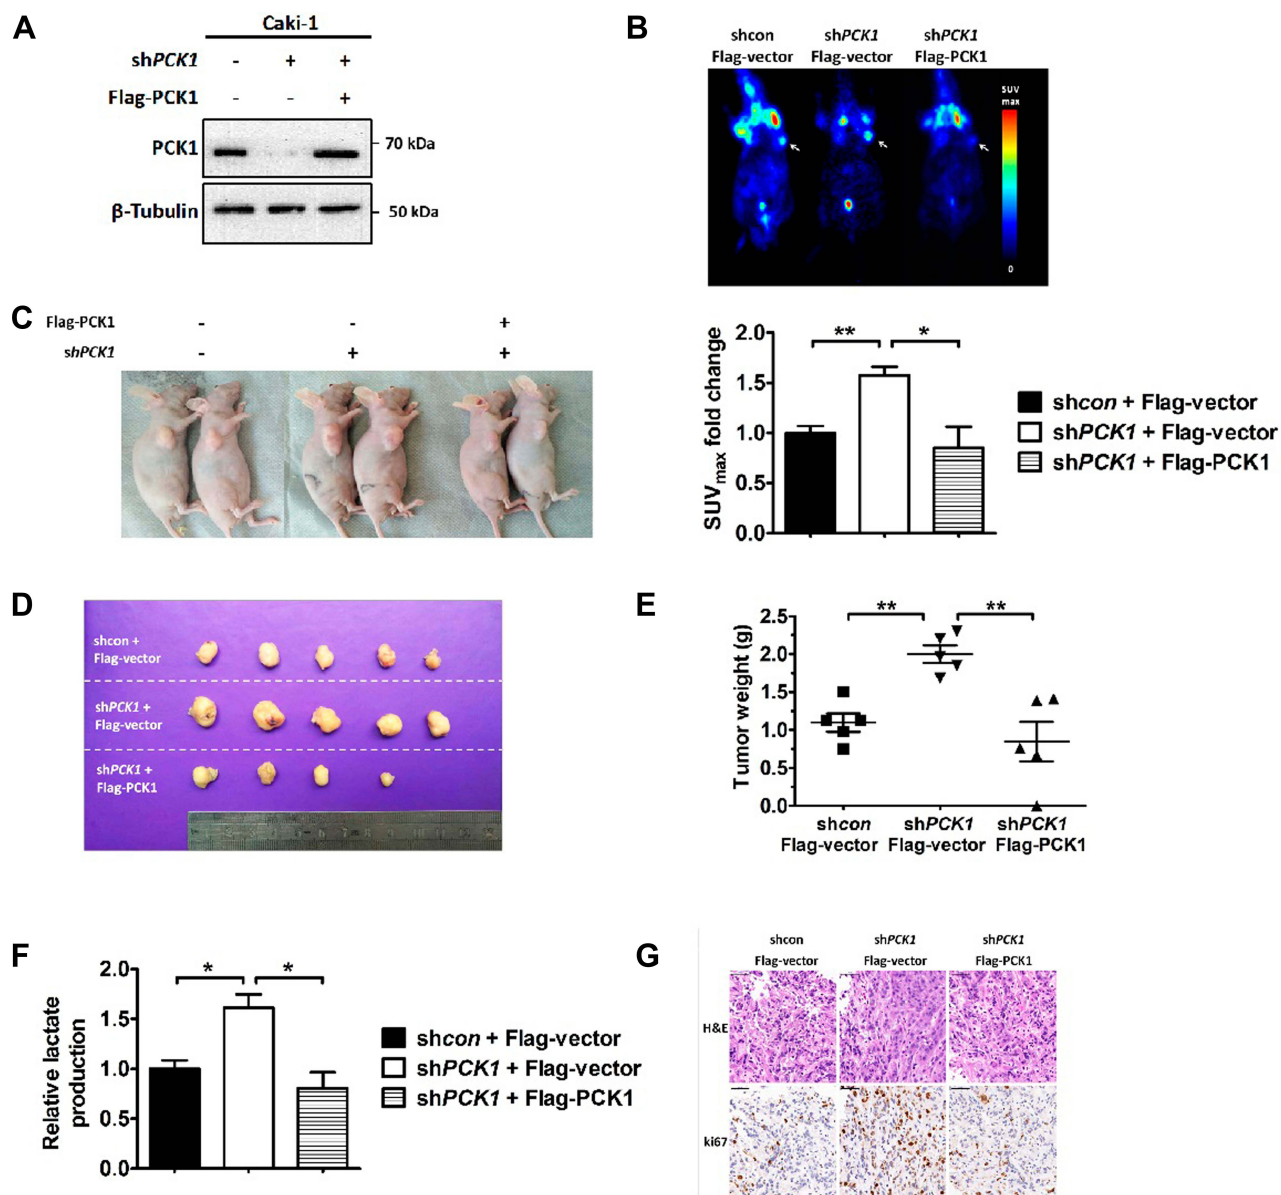 A
Caki-1
shPCK1 - + +
Flag-PCK1 - - +
PCK1
70 kDa
β-Tubulin
50 kDa
B
shcon shPCK1 shPCK1
Flag-vector Flag-vector Flag-PCK1
SUV
max
0
C
Flag-PCK1 - - +
shPCK1 - + +
SUVmax fold change
2.0
1.5
1.0
0.5
0.0
** *
shcon + Flag-vector
shPCK1 + Flag-vector
shPCK1 + Flag-PCK1
D
shcon +
Flag-vector
shPCK1 +
Flag-vector
shPCK1 +
Flag-PCK1
E
Tumor weight (g)
2.5
2.0
1.5
1.0
0.5
0.0
** **
shcon shPCK1 shPCK1
Flag-vector Flag-vector Flag-PCK1
F
Relative lactate
production
2.0
1.5
1.0
0.5
0.0
* *
shcon + Flag-vector
shPCK1 + Flag-vector
shPCK1 + Flag-PCK1
G
shcon shPCK1 shPCK1
Flag-vector Flag-vector Flag-PCK1
H&E
ki67